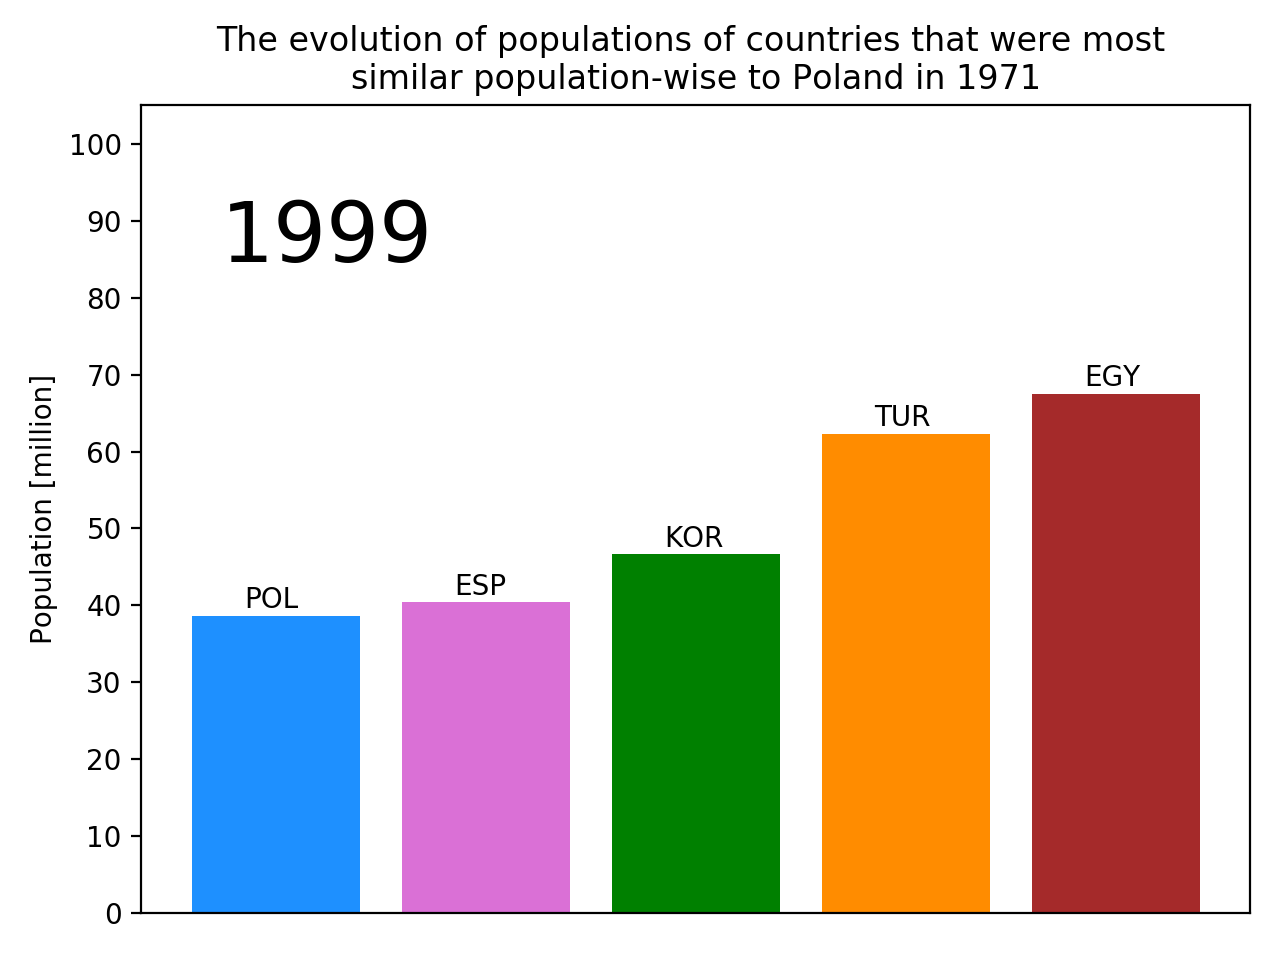 The evolution of populations of countries that were most
similar population-wise to Poland in 1971
100
90
80
70
60
50
40
30
20
10
0
Population [million]
1999
POL
ESP
KOR
TUR
EGY